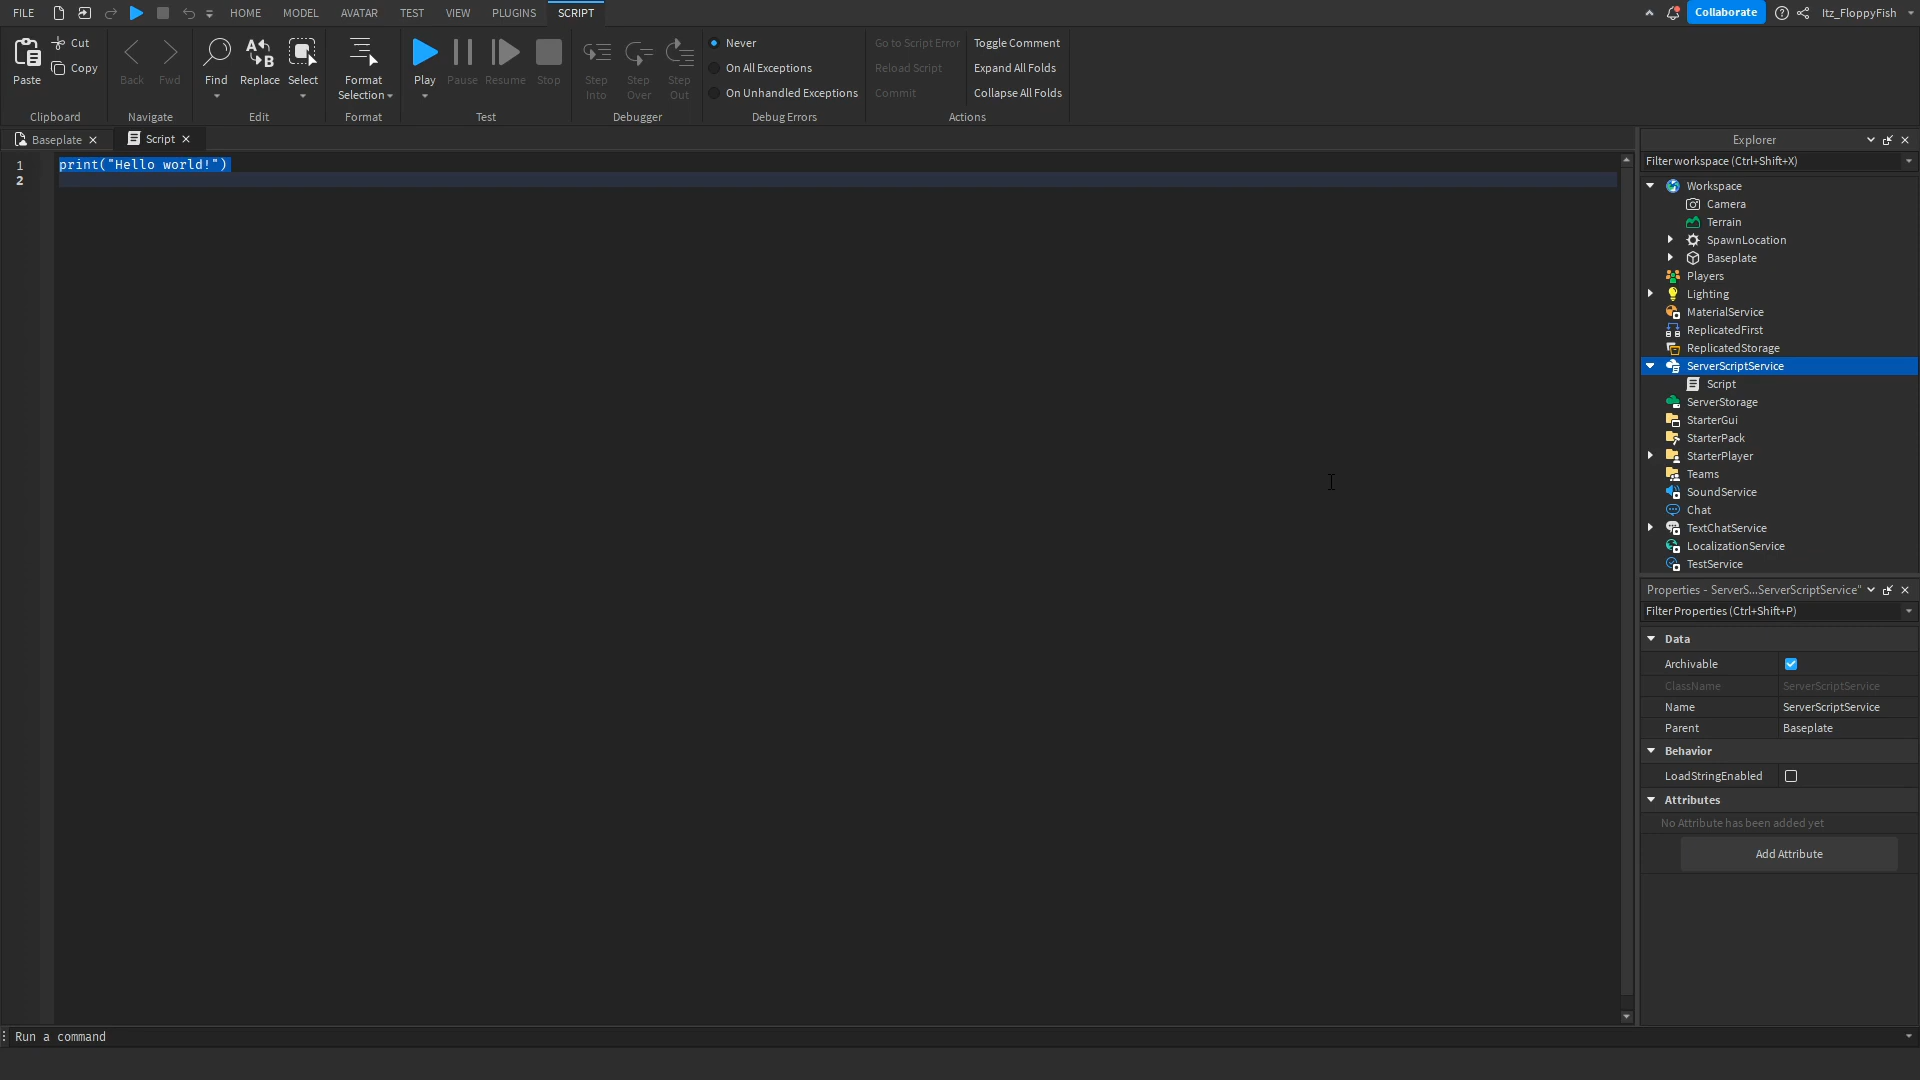 FILE HOME MODEL AVATAR TEST VIEW PLUGINS SCRIPT Collaborate Itz_FloppyFish
Paste Cut Copy
Back Fwd
Find Replace Select
Format Selection
Play Pause Resume Stop
Step Into Step Over Step Out
Never
On All Exceptions
On Unhandled Exceptions
Go to Script Error
Reload Script
Commit
Toggle Comment
Expand All Folds
Collapse All Folds
Clipboard Navigate Edit Format Test Debugger Debug Errors Actions
Baseplate Script
1 print("Hello world!")
2
Explorer
Filter workspace (Ctrl+Shift+X)
Workspace
Camera
Terrain
SpawnLocation
Baseplate
Players
Lighting
MaterialService
ReplicatedFirst
ReplicatedStorage
ServerScriptService
Script
ServerStorage
StarterGui
StarterPack
StarterPlayer
Teams
SoundService
Chat
TextChatService
LocalizationService
TestService
Properties - ServerS...ServerScriptService"
Filter Properties (Ctrl+Shift+P)
Data
Archivable
ClassName ServerScriptService
Name ServerScriptService
Parent Baseplate
Behavior
LoadStringEnabled
Attributes
No Attribute has been added yet
Add Attribute
Run a command